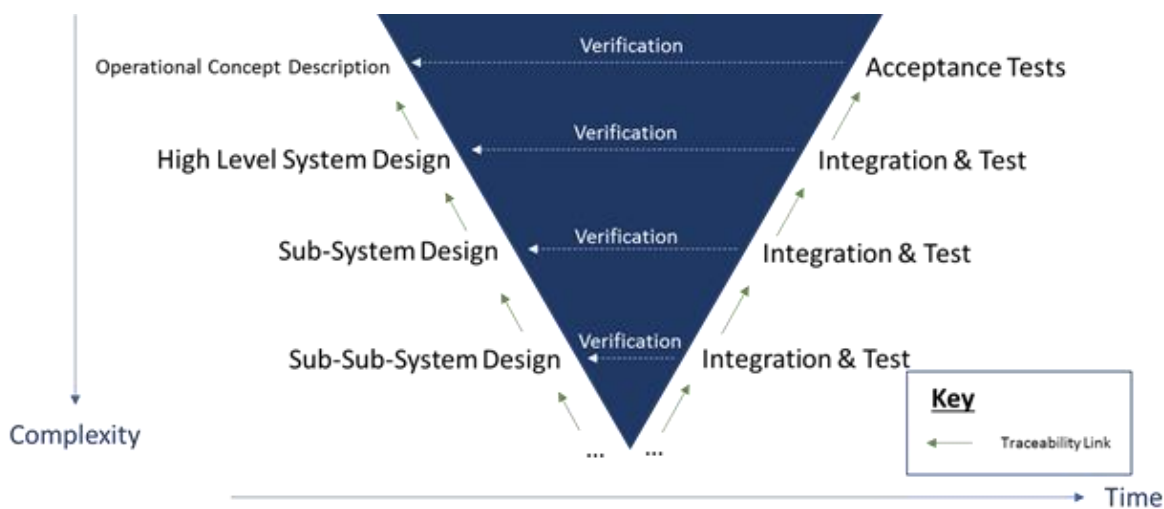 Verification
Operational Concept Description
Acceptance Tests
Verification
High Level System Design
Integration & Test
Verification
Sub-System Design
Integration & Test
Verification
Sub-Sub-System Design
Integration & Test
Key
Traceability Link
Complexity
... ...
Time